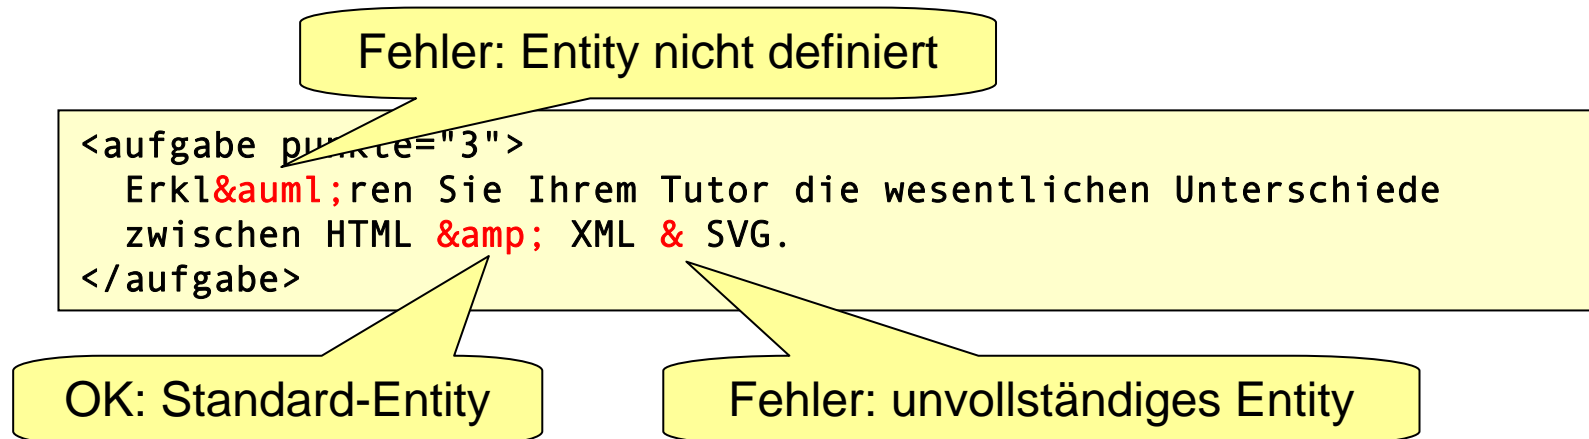 Fehler: Entity nicht definiert
<aufgabe punkte="3">
Erkl&auml;ren Sie Ihrem Tutor die wesentlichen Unterschiede
zwischen HTML &amp; XML & SVG.
</aufgabe>
OK: Standard-Entity
Fehler: unvollständiges Entity